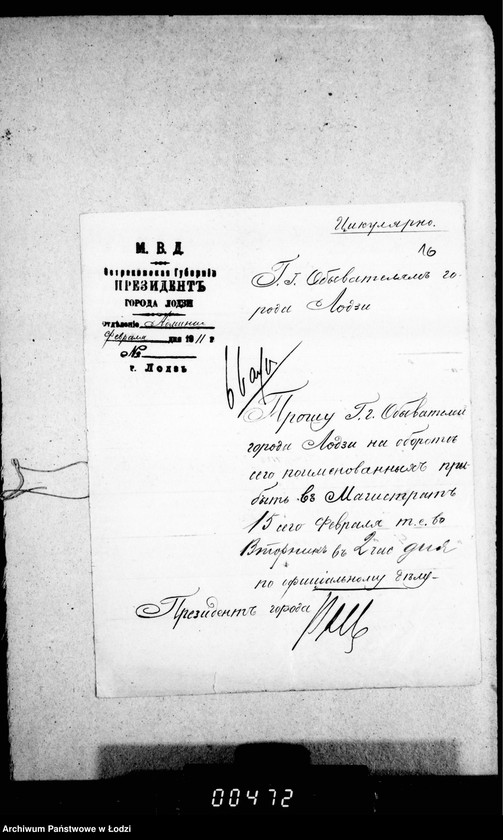 Цикулярно.
16
М. В. Д.
Петроковская Губернія
ПРЕЗИДЕНТЪ
ГОРОДА ЛОДЗИ
Отдѣленіе Админи
Февраля дня 1911 г
№
г. Лодзь
Г.г. Обывателямъ го-
рода Лодзи
Прошу Г.г. Обывателей
города Лодзи на оборотѣ
сего поименованныхъ при-
быть въ Магистратъ
15 сего Февраля т.е. во
Вторникъ въ 2 час дня
по официальному дѣлу-
Президентъ города
00472
Archiwum Państwowe w Łodzi